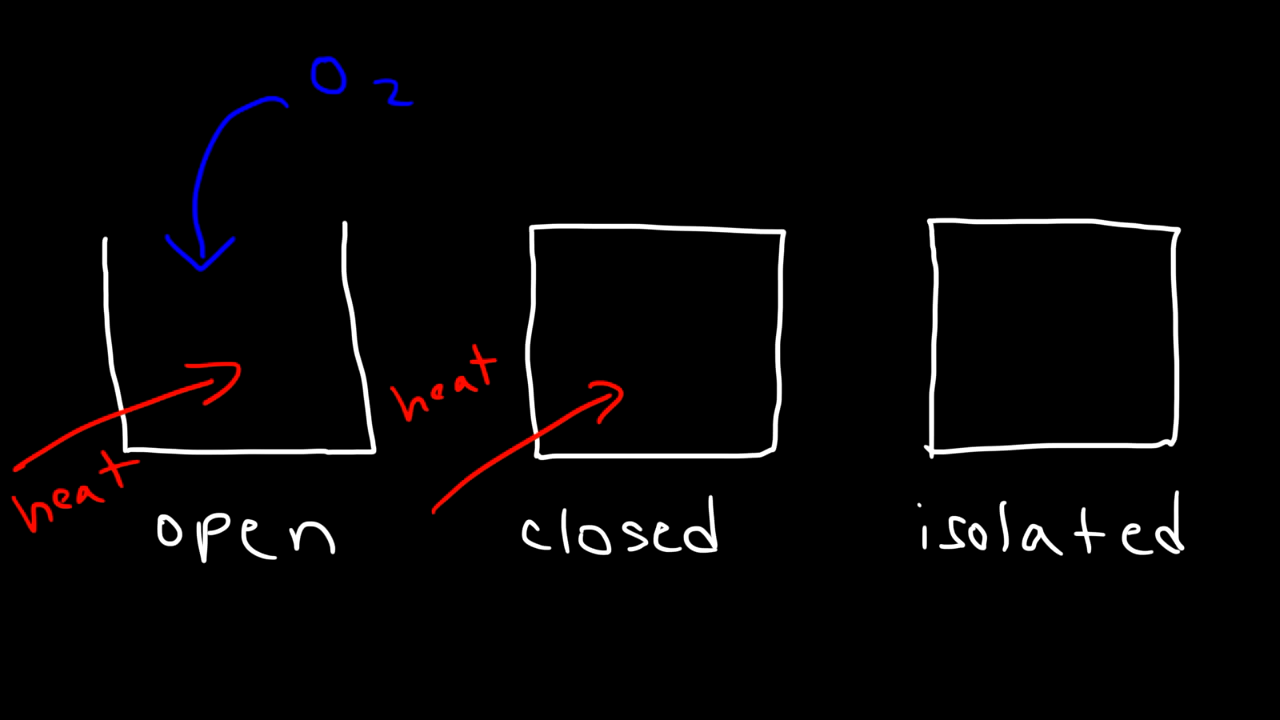 O2
heat
heat
open
closed
isolated